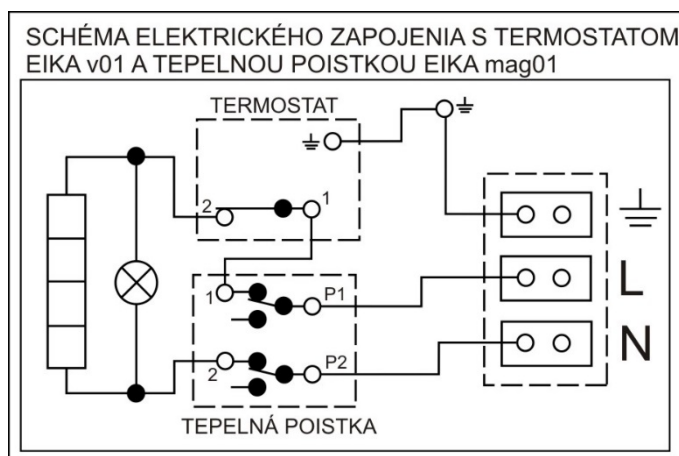 SCHÉMA ELEKTRICKÉHO ZAPOJENIA S TERMOSTATOM
EIKA v01 A TEPELNOU POISTKOU EIKA mag01
TERMOSTAT
2 1
1 P1
L
2 P2
N
TEPELNÁ POISTKA